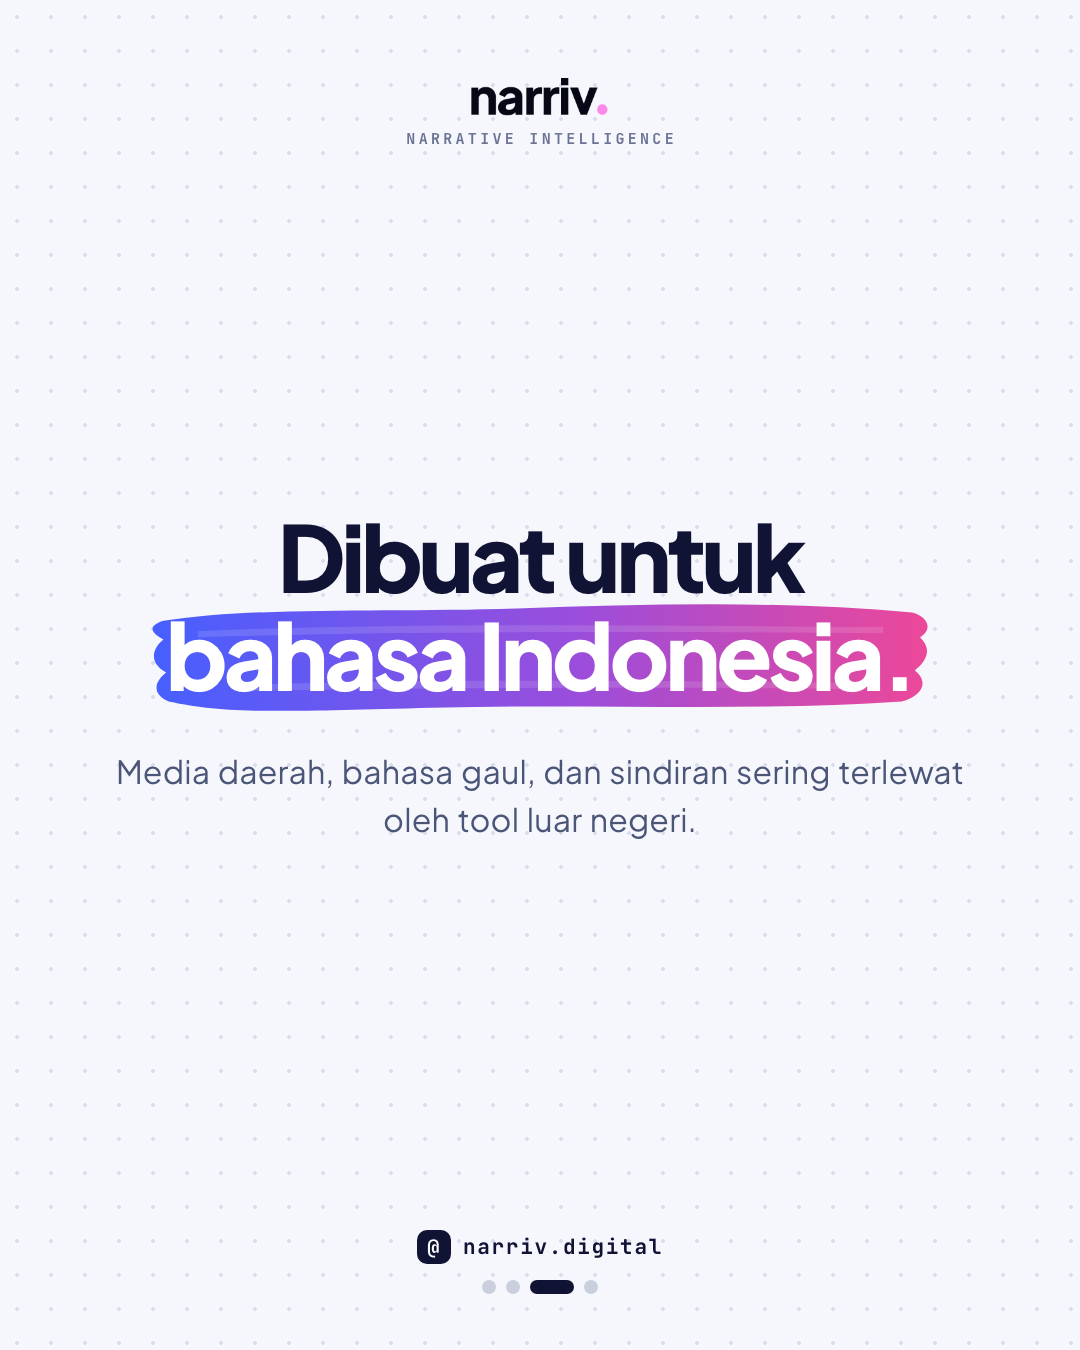 narriv.
NARRATIVE INTELLIGENCE
Dibuat untuk
bahasa Indonesia.
Media daerah, bahasa gaul, dan sindiran sering terlewat
oleh tool luar negeri.
@ narriv.digital